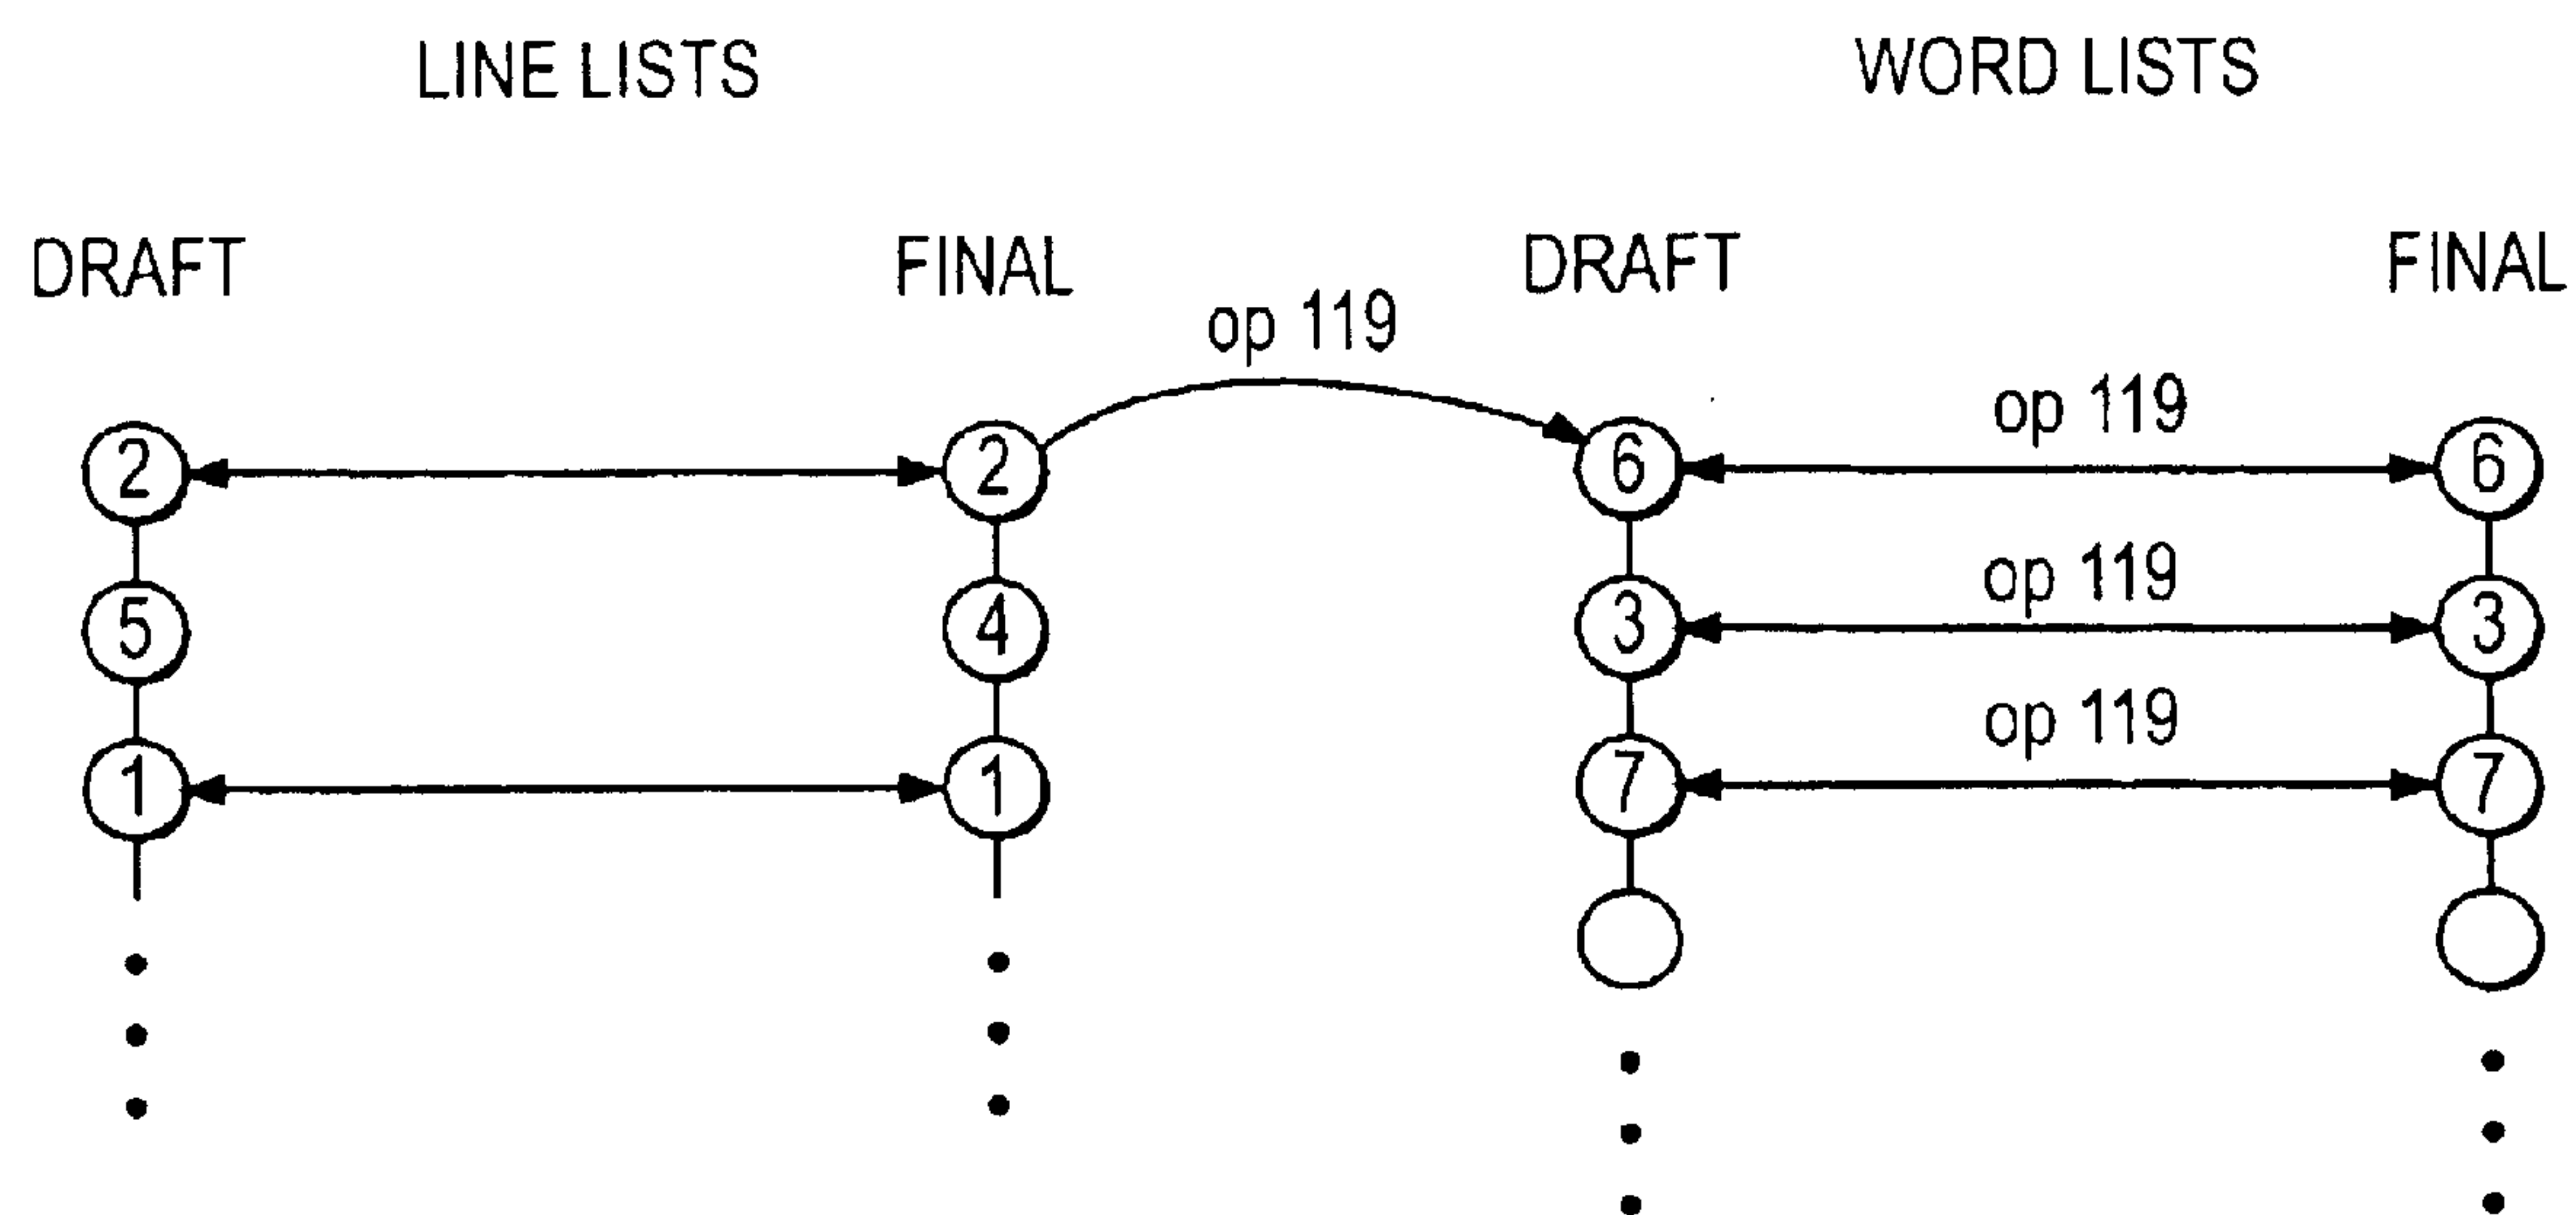 LINE LISTS WORD LISTS
DRAFT FINAL DRAFT FINAL
op 119
op 119
2 2 6 6
op 119
5 4 3 3
op 119
1 1 7 7